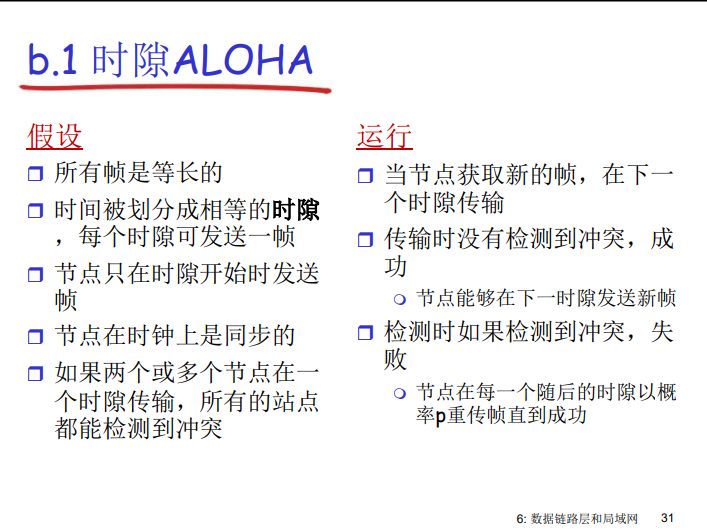 b.1 时隙ALOHA
假设
所有帧是等长的
时间被划分成相等的时隙
，每个时隙可发送一帧
节点只在时隙开始时发送
帧
节点在时钟上是同步的
如果两个或多个节点在一
个时隙传输，所有的站点
都能检测到冲突
运行
当节点获取新的帧，在下一
个时隙传输
传输时没有检测到冲突，成
功
节点能够在下一时隙发送新帧
检测时如果检测到冲突，失
败
节点在每一个随后的时隙以概
率p重传帧直到成功
6: 数据链路层和局域网 31